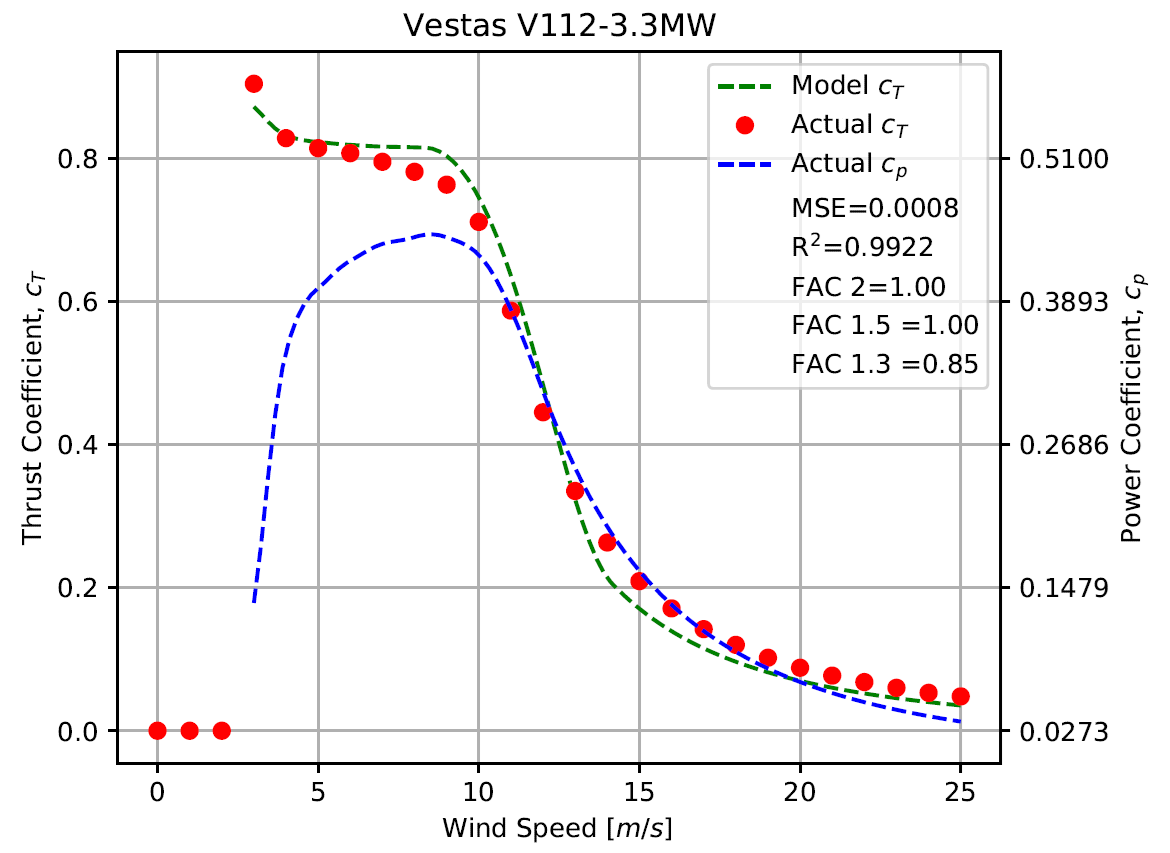 Vestas V112-3.3MW
Model c_T
Actual c_T
Actual c_p
MSE=0.0008
R²=0.9922
FAC 2=1.00
FAC 1.5 =1.00
FAC 1.3 =0.85
Thrust Coefficient, c_T
0.8
0.6
0.4
0.2
0.0
0.5100
0.3893
0.2686
0.1479
0.0273
Power Coefficient, c_p
0 5 10 15 20 25
Wind Speed [m/s]